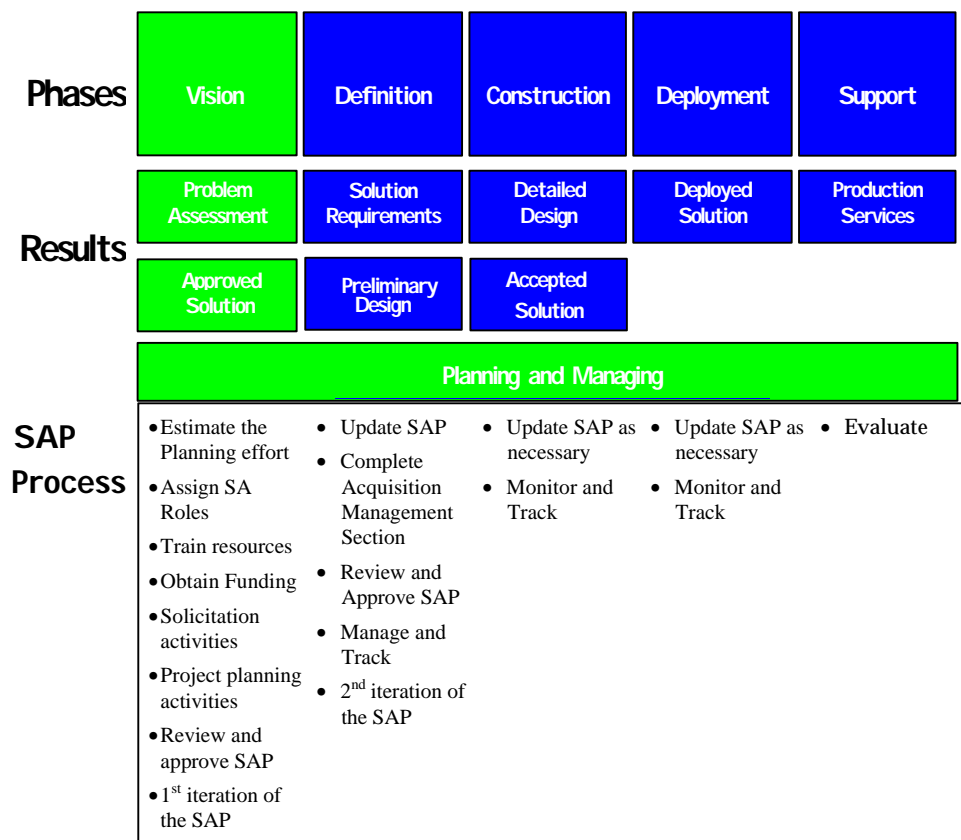 Phases
Vision
Definition
Construction
Deployment
Support
Results
Problem
Assessment
Solution
Requirements
Detailed
Design
Deployed
Solution
Production
Services
Approved
Solution
Preliminary
Design
Accepted
Solution
Planning and Managing
SAP
Process
•Estimate the
Planning effort
•Assign SA
Roles
•Train resources
•Obtain Funding
•Solicitation
activities
•Project planning
activities
•Review and
approve SAP
•1st iteration of
the SAP
• Update SAP
• Complete
Acquisition
Management
Section
• Review and
Approve SAP
• Manage and
Track
• 2nd iteration of
the SAP
• Update SAP as
necessary
• Monitor and
Track
• Update SAP as
necessary
• Monitor and
Track
• Evaluate